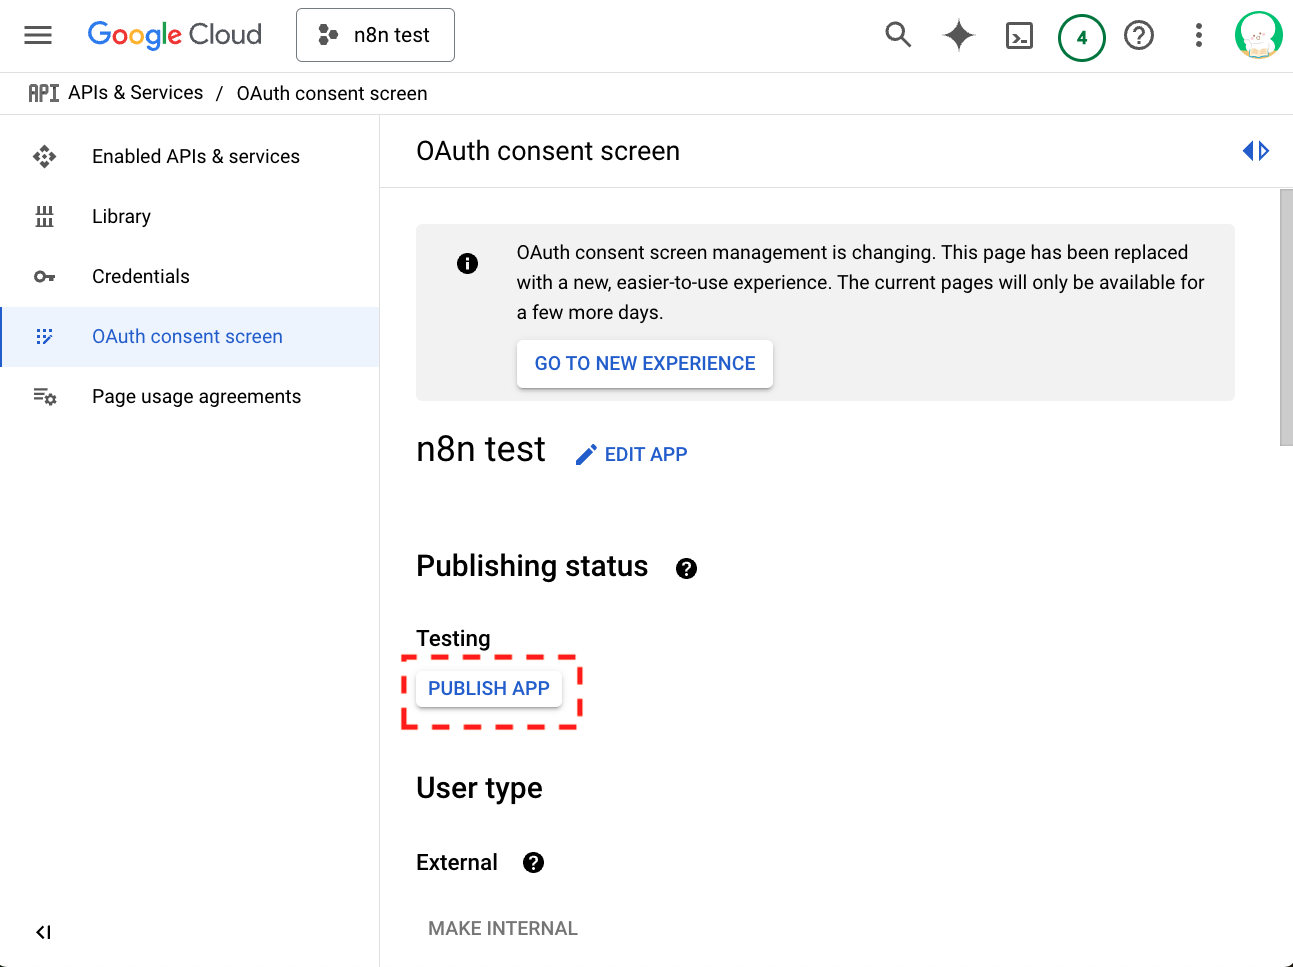 Google Cloud
n8n test
4
API APIs & Services / OAuth consent screen
Enabled APIs & services
Library
Credentials
OAuth consent screen
Page usage agreements
OAuth consent screen
OAuth consent screen management is changing. This page has been replaced
with a new, easier-to-use experience. The current pages will only be available for
a few more days.
GO TO NEW EXPERIENCE
n8n test
EDIT APP
Publishing status
Testing
PUBLISH APP
User type
External
MAKE INTERNAL